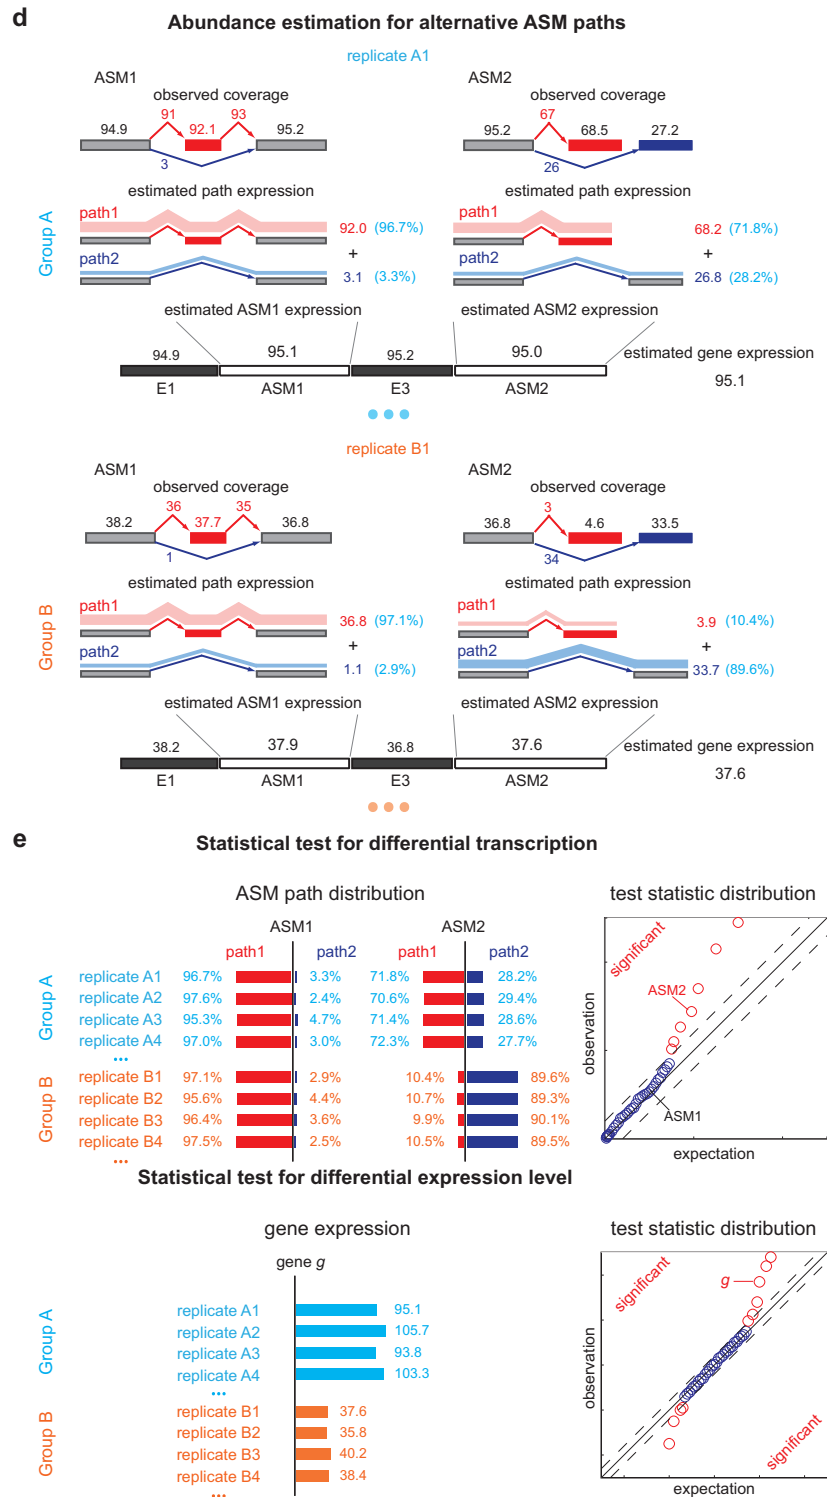 d
Abundance estimation for alternative ASM paths
replicate A1
ASM1
ASM2
observed coverage
observed coverage
91 93
67
94.9 92.1 95.2
95.2 68.5 27.2
3
26
estimated path expression
estimated path expression
Group A
path1
92.0 (96.7%)
path1
68.2 (71.8%)
+
+
path2
3.1 (3.3%)
path2
26.8 (28.2%)
estimated ASM1 expression
estimated ASM2 expression
94.9 95.1 95.2 95.0
estimated gene expression
95.1
E1 ASM1 E3 ASM2
replicate B1
ASM1
ASM2
observed coverage
observed coverage
36 35
3
38.2 37.7 36.8
36.8 4.6 33.5
1
34
estimated path expression
estimated path expression
Group B
path1
36.8 (97.1%)
path1
3.9 (10.4%)
+
+
path2
1.1 (2.9%)
path2
33.7 (89.6%)
estimated ASM1 expression
estimated ASM2 expression
38.2 37.9 36.8 37.6
estimated gene expression
37.6
E1 ASM1 E3 ASM2
e
Statistical test for differential transcription
ASM path distribution
ASM1 ASM2
path1 path2 path1 path2
Group A
replicate A1 96.7% 3.3% 71.8% 28.2%
replicate A2 97.6% 2.4% 70.6% 29.4%
replicate A3 95.3% 4.7% 71.4% 28.6%
replicate A4 97.0% 3.0% 72.3% 27.7%
...
Group B
replicate B1 97.1% 2.9% 10.4% 89.6%
replicate B2 95.6% 4.4% 10.7% 89.3%
replicate B3 96.4% 3.6% 9.9% 90.1%
replicate B4 97.5% 2.5% 10.5% 89.5%
...
test statistic distribution
significant
ASM2
ASM1
observation
expectation
Statistical test for differential expression level
gene expression
gene g
Group A
replicate A1 95.1
replicate A2 105.7
replicate A3 93.8
replicate A4 103.3
...
Group B
replicate B1 37.6
replicate B2 35.8
replicate B3 40.2
replicate B4 38.4
...
test statistic distribution
significant
g
significant
observation
expectation